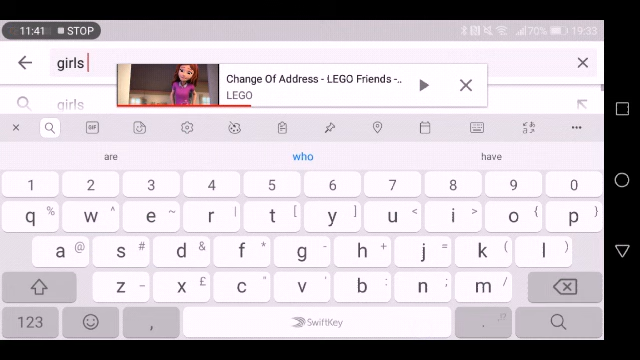 11:41 STOP 70% 19:33
girls
Change Of Address - LEGO Friends -..
LEGO
girls
GIF
are who have
1 2 3 4 5 6 7 8 9 0
q % w ^ e ~ r | t [ y ] u < i > o { p }
a @ s # d & f * g - h + j = k ( l )
z _ x £ c " v ' b : n ; m /
123 , SwiftKey .